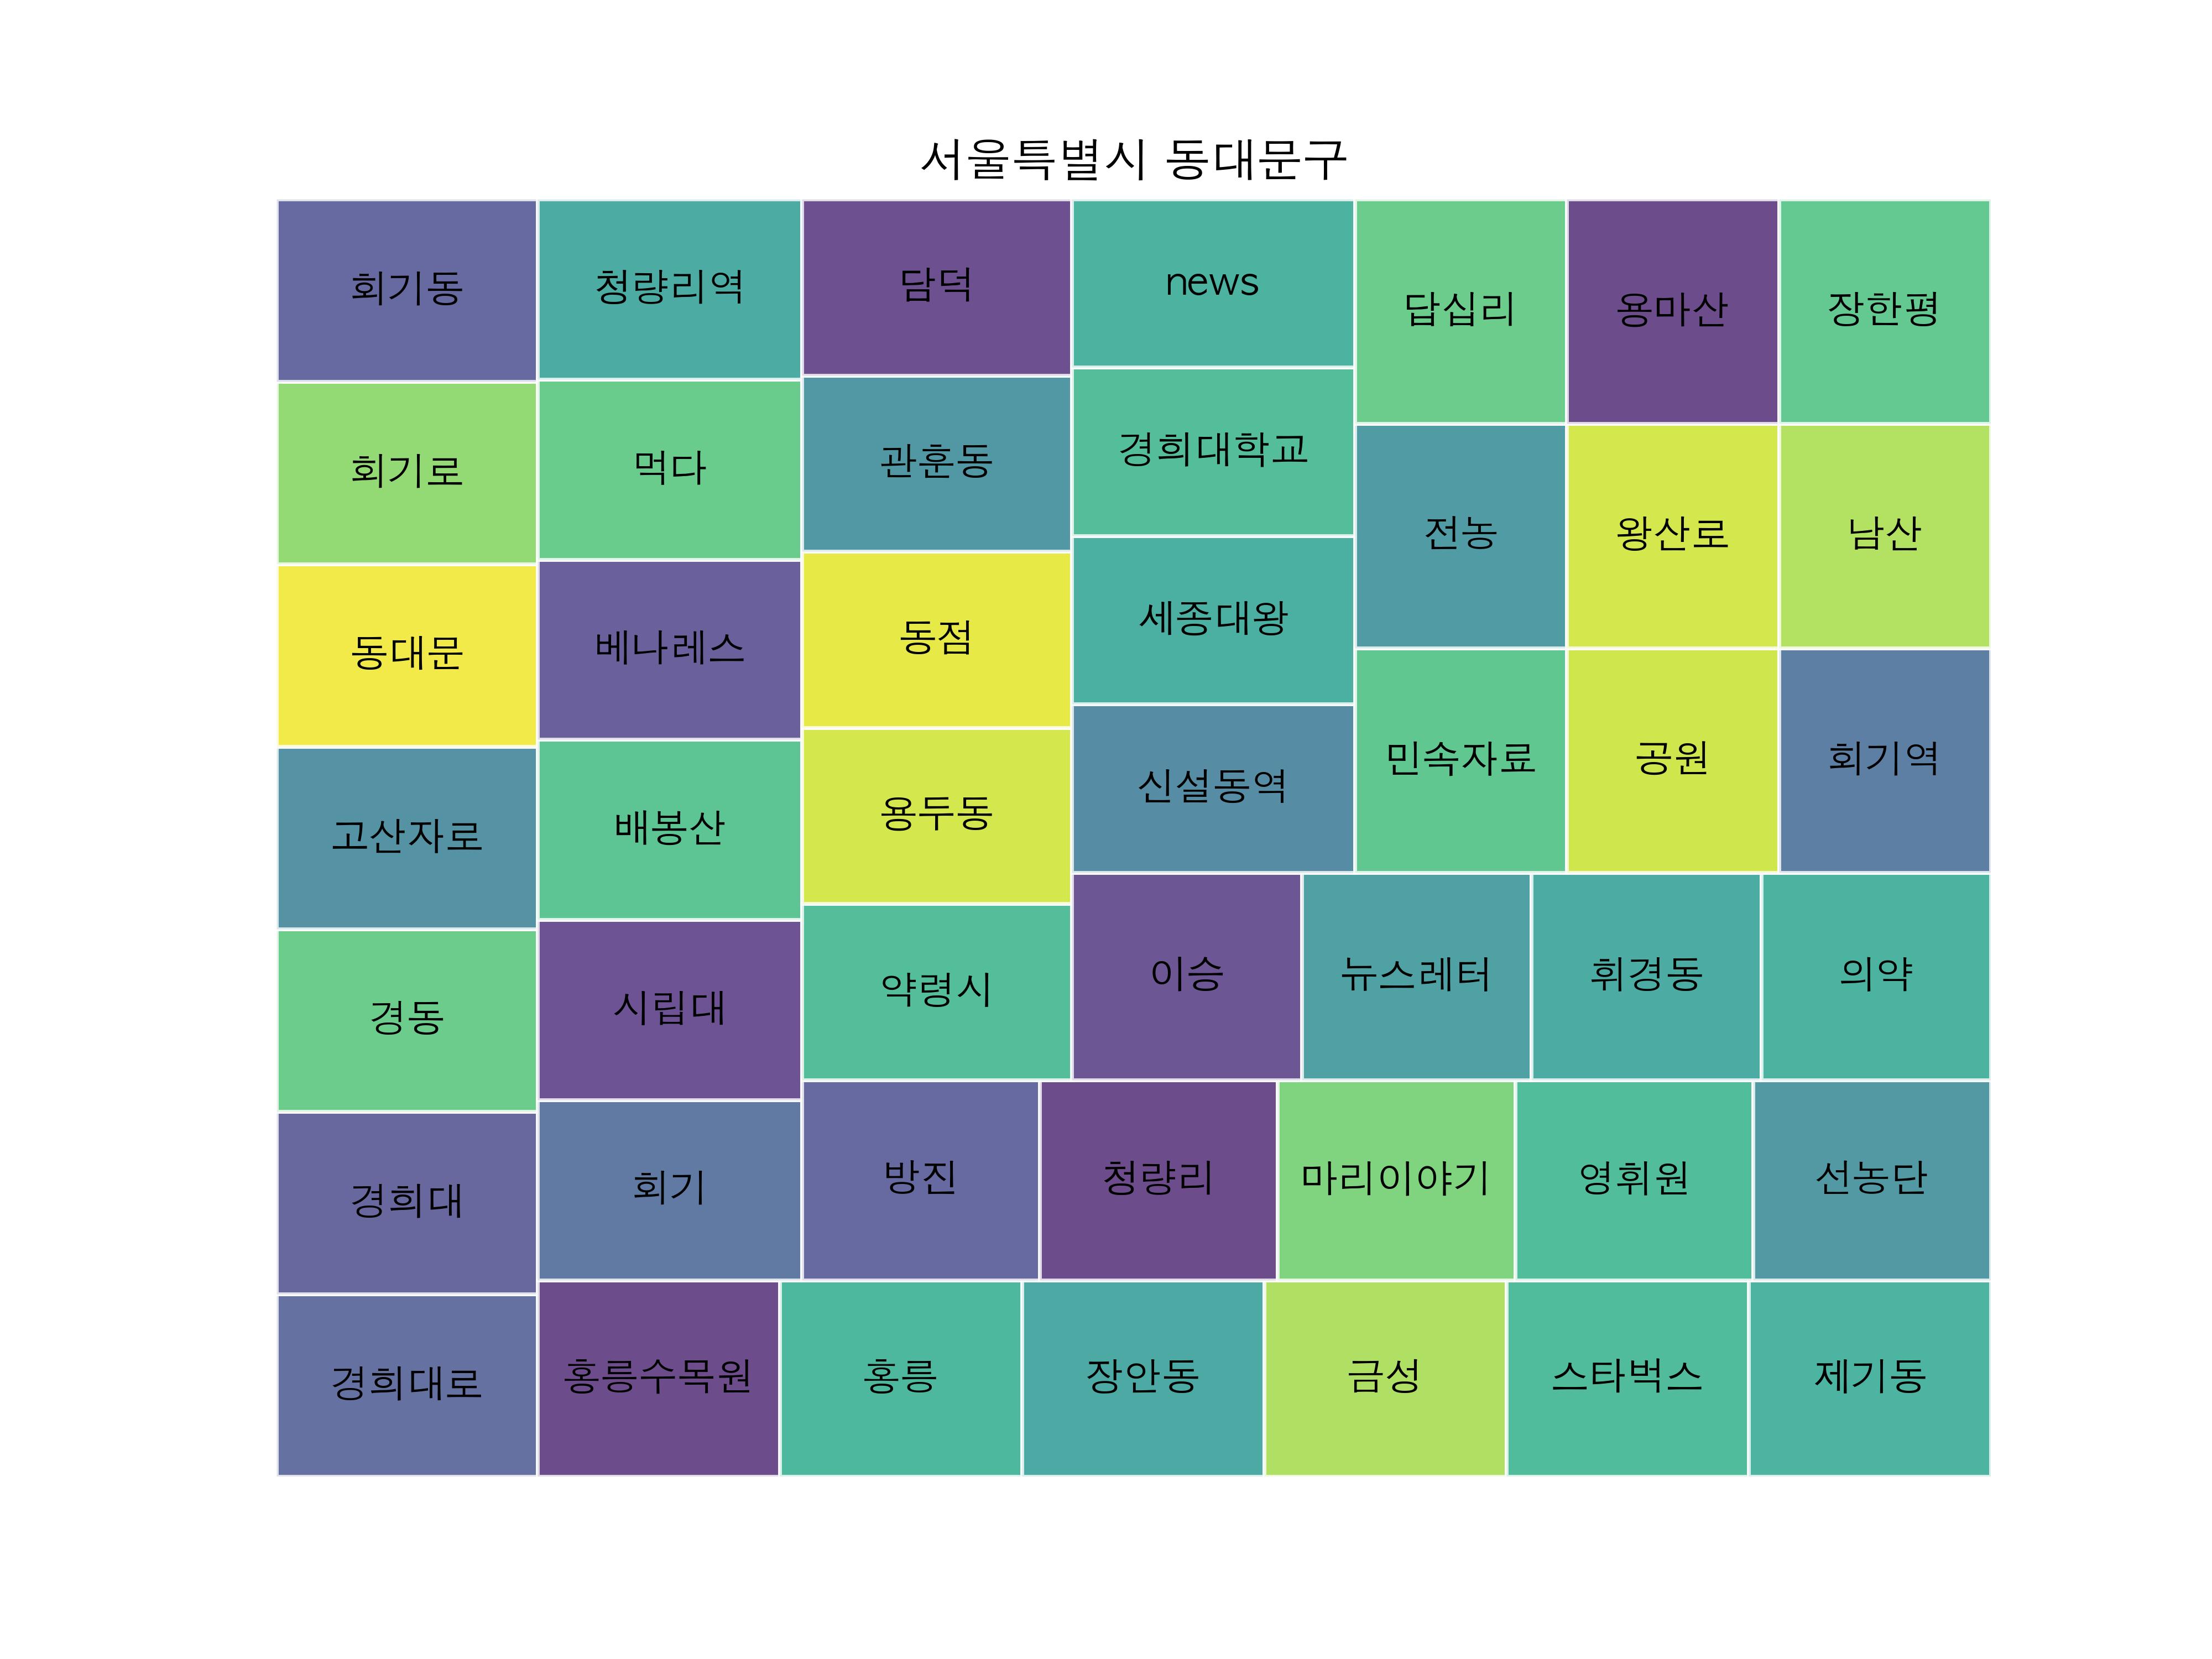 서울특별시 동대문구
회기동
청량리역
담덕
news
답십리
용마산
장한평
회기로
먹다
관훈동
경희대학교
전농
왕산로
남산
동대문
베나레스
동점
세종대왕
민속자료
공원
회기역
고산자로
배봉산
용두동
신설동역
경동
시립대
약령시
이승
뉴스레터
휘경동
의약
경희대
회기
방진
청량리
마리이야기
영휘원
선농단
경희대로
홍릉수목원
홍릉
장안동
금성
스타벅스
제기동